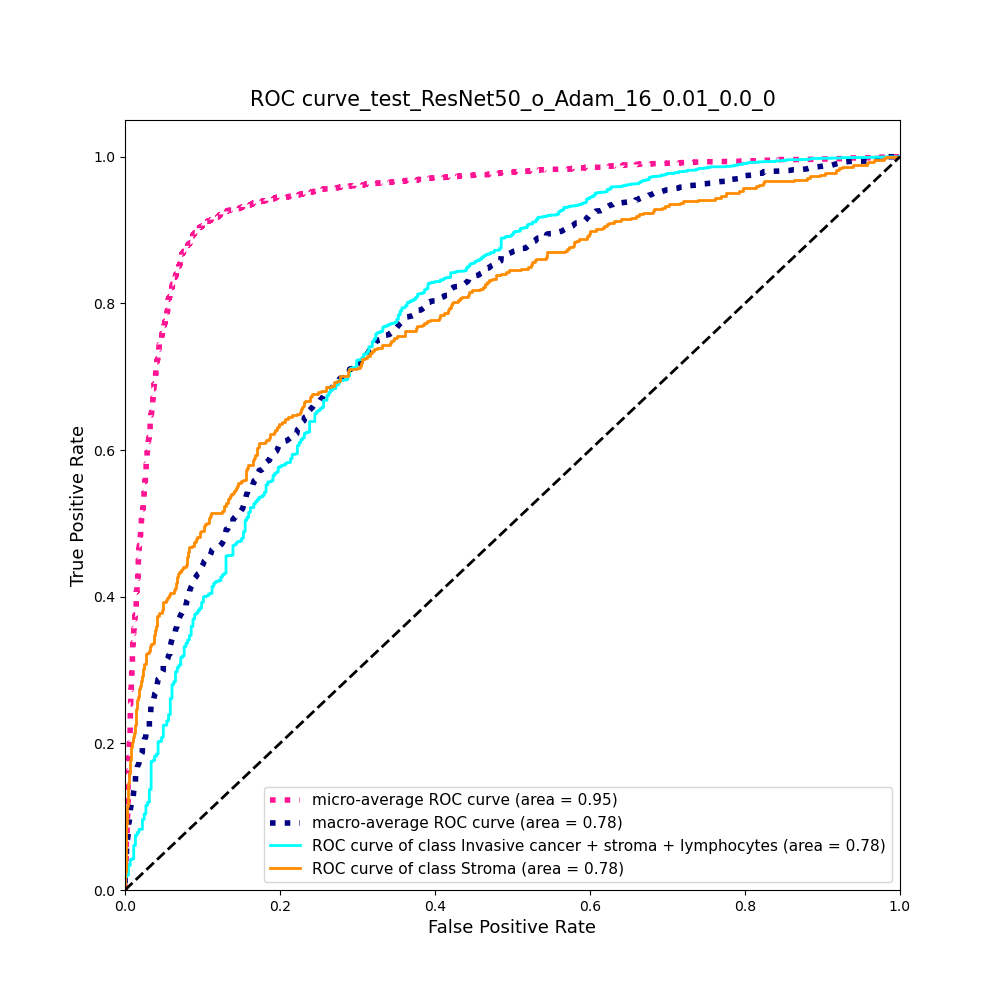 ROC curve_test_ResNet50_o_Adam_16_0.01_0.0_0
True Positive Rate
1.0
0.8
0.6
0.4
0.2
0.0
micro-average ROC curve (area = 0.95)
macro-average ROC curve (area = 0.78)
ROC curve of class Invasive cancer + stroma + lymphocytes (area = 0.78)
ROC curve of class Stroma (area = 0.78)
0.0 0.2 0.4 0.6 0.8 1.0
False Positive Rate